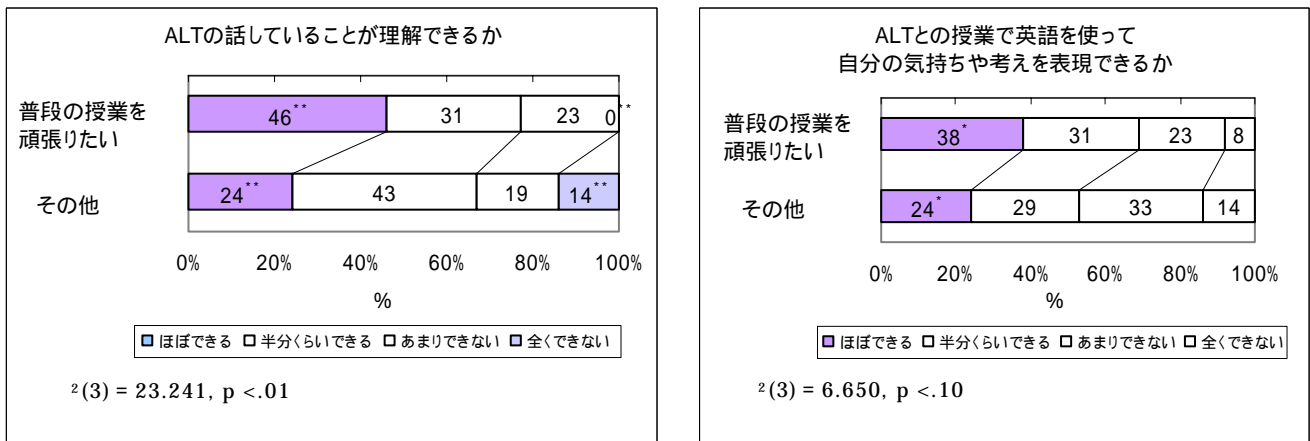 ALTの話していることが理解できるか
普段の授業を
頑張りたい
46** 31 23 0**
その他
24** 43 19 14**
0% 20% 40% 60% 80% 100%
%
ほぼできる 半分くらいできる あまりできない 全くできない
²(3) = 23.241, p <.01
ALTとの授業で英語を使って
自分の気持ちや考えを表現できるか
普段の授業を
頑張りたい
38* 31 23 8
その他
24* 29 33 14
0% 20% 40% 60% 80% 100%
%
ほぼできる 半分くらいできる あまりできない 全くできない
²(3) = 6.650, p <.10